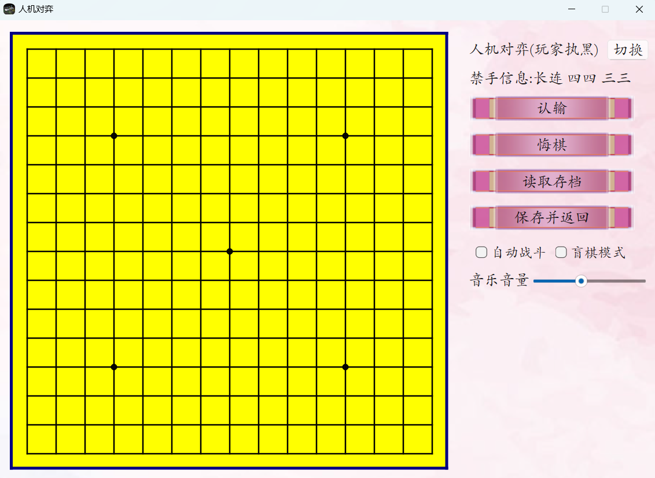 人机对弈
人机对弈(玩家执黑) 切换
禁手信息:长连 四四 三三
认输
悔棋
读取存档
保存并返回
自动战斗 盲棋模式
音乐音量